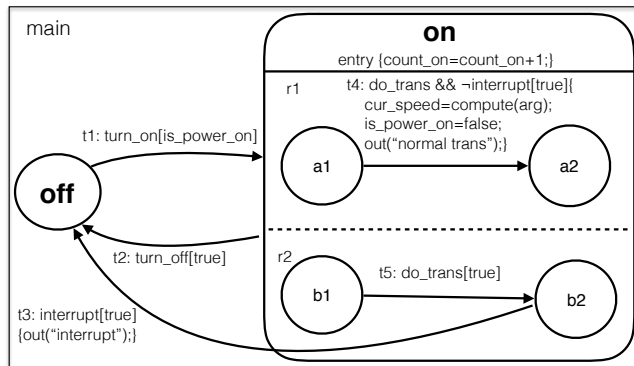 main
on
entry {count_on=count_on+1;}
r1
t4: do_trans && ¬interrupt[true]{
cur_speed=compute(arg);
is_power_on=false;
out(“normal trans”);}
t1: turn_on[is_power_on]
a1
a2
off
t2: turn_off[true]
r2
t5: do_trans[true]
b1
b2
t3: interrupt[true]
{out(“interrupt”);}